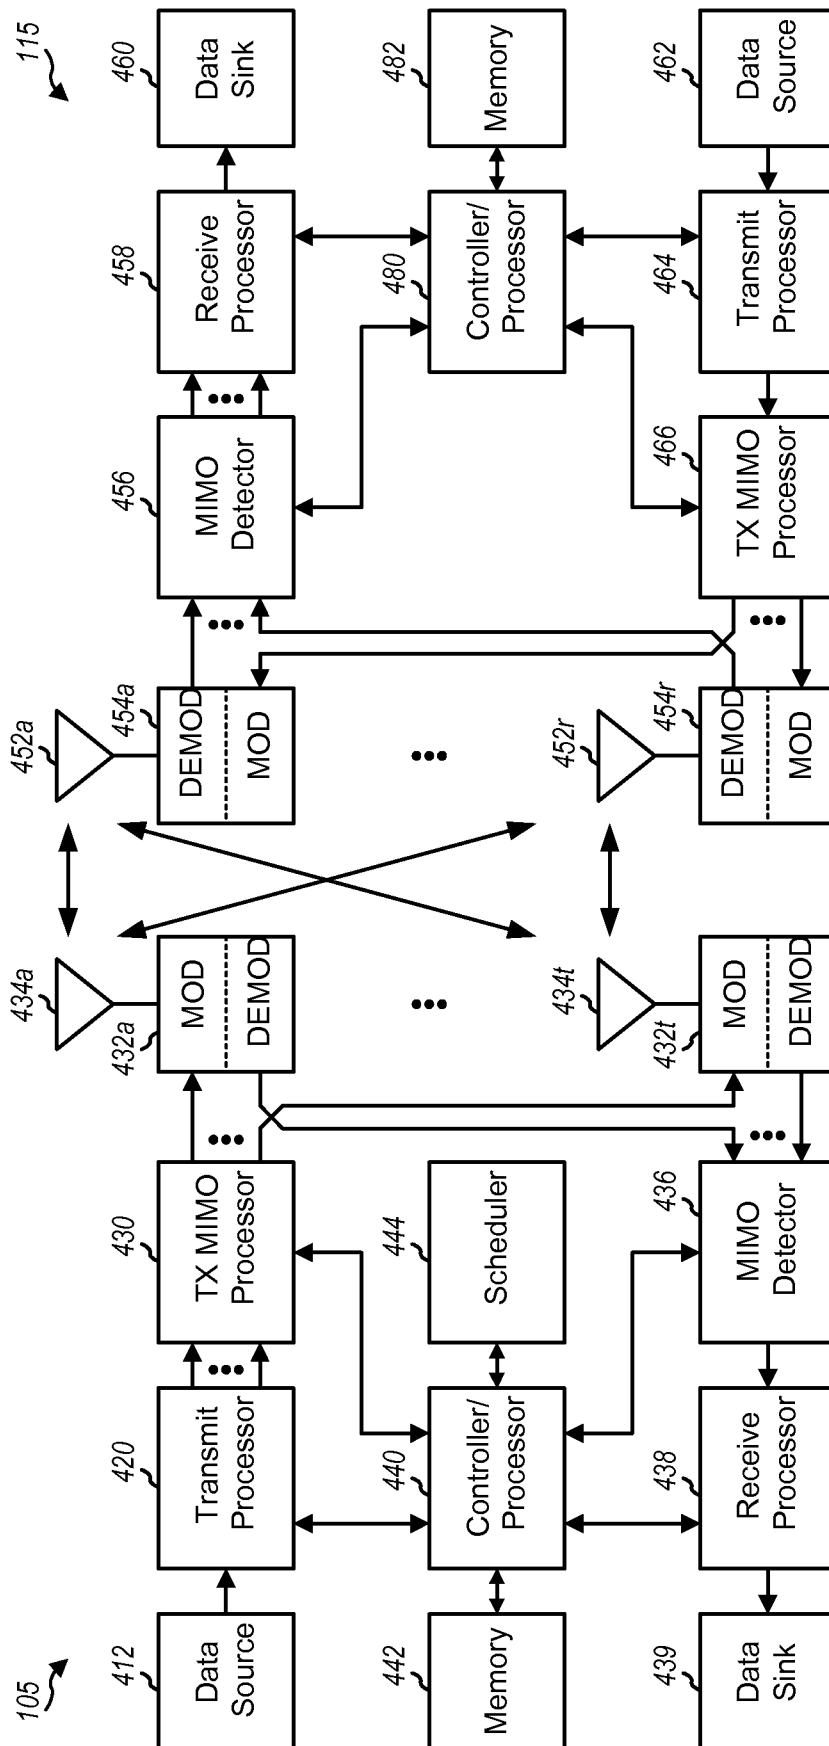 105
115
412
Data
Source
420
Transmit
Processor
430
TX MIMO
Processor
432a
MOD
DEMOD
434a
452a
454a
DEMOD
MOD
456
MIMO
Detector
458
Receive
Processor
460
Data
Sink
442
Memory
440
Controller/
Processor
444
Scheduler
480
Controller/
Processor
482
Memory
439
Data
Sink
438
Receive
Processor
436
MIMO
Detector
432t
MOD
DEMOD
434t
452r
454r
DEMOD
MOD
466
TX MIMO
Processor
464
Transmit
Processor
462
Data
Source